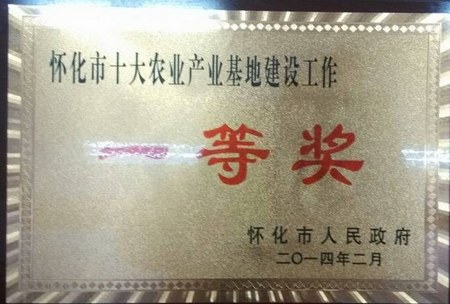 怀化市十大农业产业基地建设工作
一等奖
怀化市人民政府
二〇一四年二月